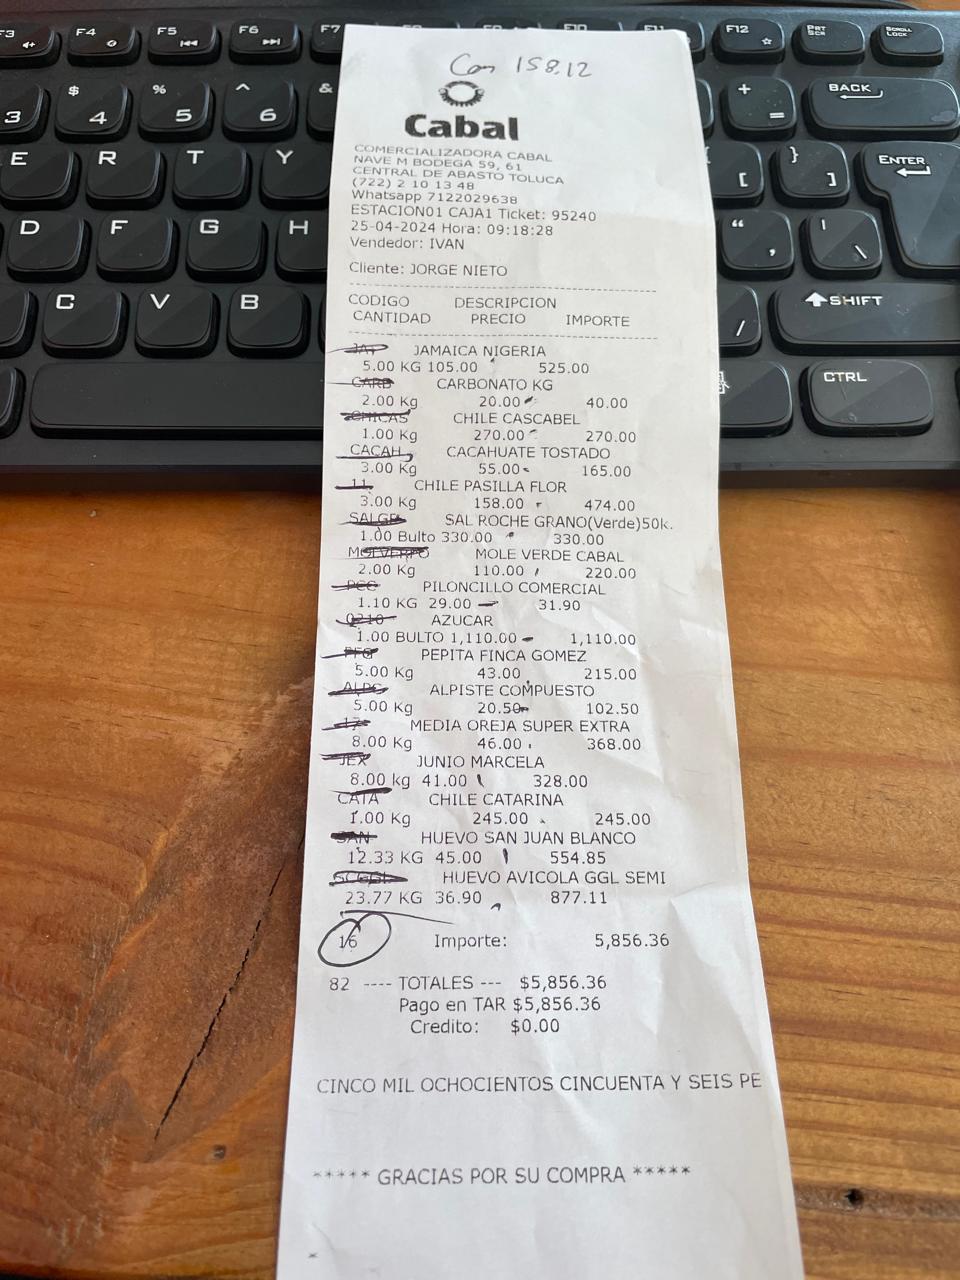 Com 158.12
Cabal
COMERCIALIZADORA CABAL
NAVE M BODEGA 59, 61
CENTRAL DE ABASTO TOLUCA
(722) 2 10 13 48
Whatsapp 7122029638
ESTACION01 CAJA1 Ticket: 95240
25-04-2024 Hora: 09:18:28
Vendedor: IVAN
Cliente: JORGE NIETO
CODIGO DESCRIPCION
CANTIDAD PRECIO IMPORTE
JAMAICA NIGERIA
5.00 KG 105.00 525.00
CARB CARBONATO KG
2.00 Kg 20.00 40.00
CHICAS CHILE CASCABEL
1.00 Kg 270.00 270.00
CACAH CACAHUATE TOSTADO
3.00 Kg 55.00 165.00
11 CHILE PASILLA FLOR
3.00 Kg 158.00 474.00
SAL ROCHE GRANO(Verde)50k.
1.00 Bulto 330.00 330.00
MOLE VERDE CABAL
2.00 Kg 110.00 220.00
PILONCILLO COMERCIAL
1.10 KG 29.00 31.90
0310 AZUCAR
1.00 BULTO 1,110.00 1,110.00
PFG PEPITA FINCA GOMEZ
5.00 Kg 43.00 215.00
ALPC ALPISTE COMPUESTO
5.00 Kg 20.50 102.50
17 MEDIA OREJA SUPER EXTRA
8.00 Kg 46.00 368.00
JEX JUNIO MARCELA
8.00 kg 41.00 328.00
CATA CHILE CATARINA
1.00 Kg 245.00 245.00
SAN HUEVO SAN JUAN BLANCO
12.33 KG 45.00 554.85
HUEVO AVICOLA GGL SEMI
23.77 KG 36.90 877.11
16 Importe: 5,856.36
82 ---- TOTALES --- $5,856.36
Pago en TAR $5,856.36
Credito: $0.00
CINCO MIL OCHOCIENTOS CINCUENTA Y SEIS PE
***** GRACIAS POR SU COMPRA *****
F3 F4 F5 F6 F7 F10 F11 F12 PRT SCR SCROLL LOCK
3 $ 4 % 5 ^ 6 & + = BACK
E R T Y [ } ] ENTER
D F G H " ' \
C V B / SHIFT
CTRL